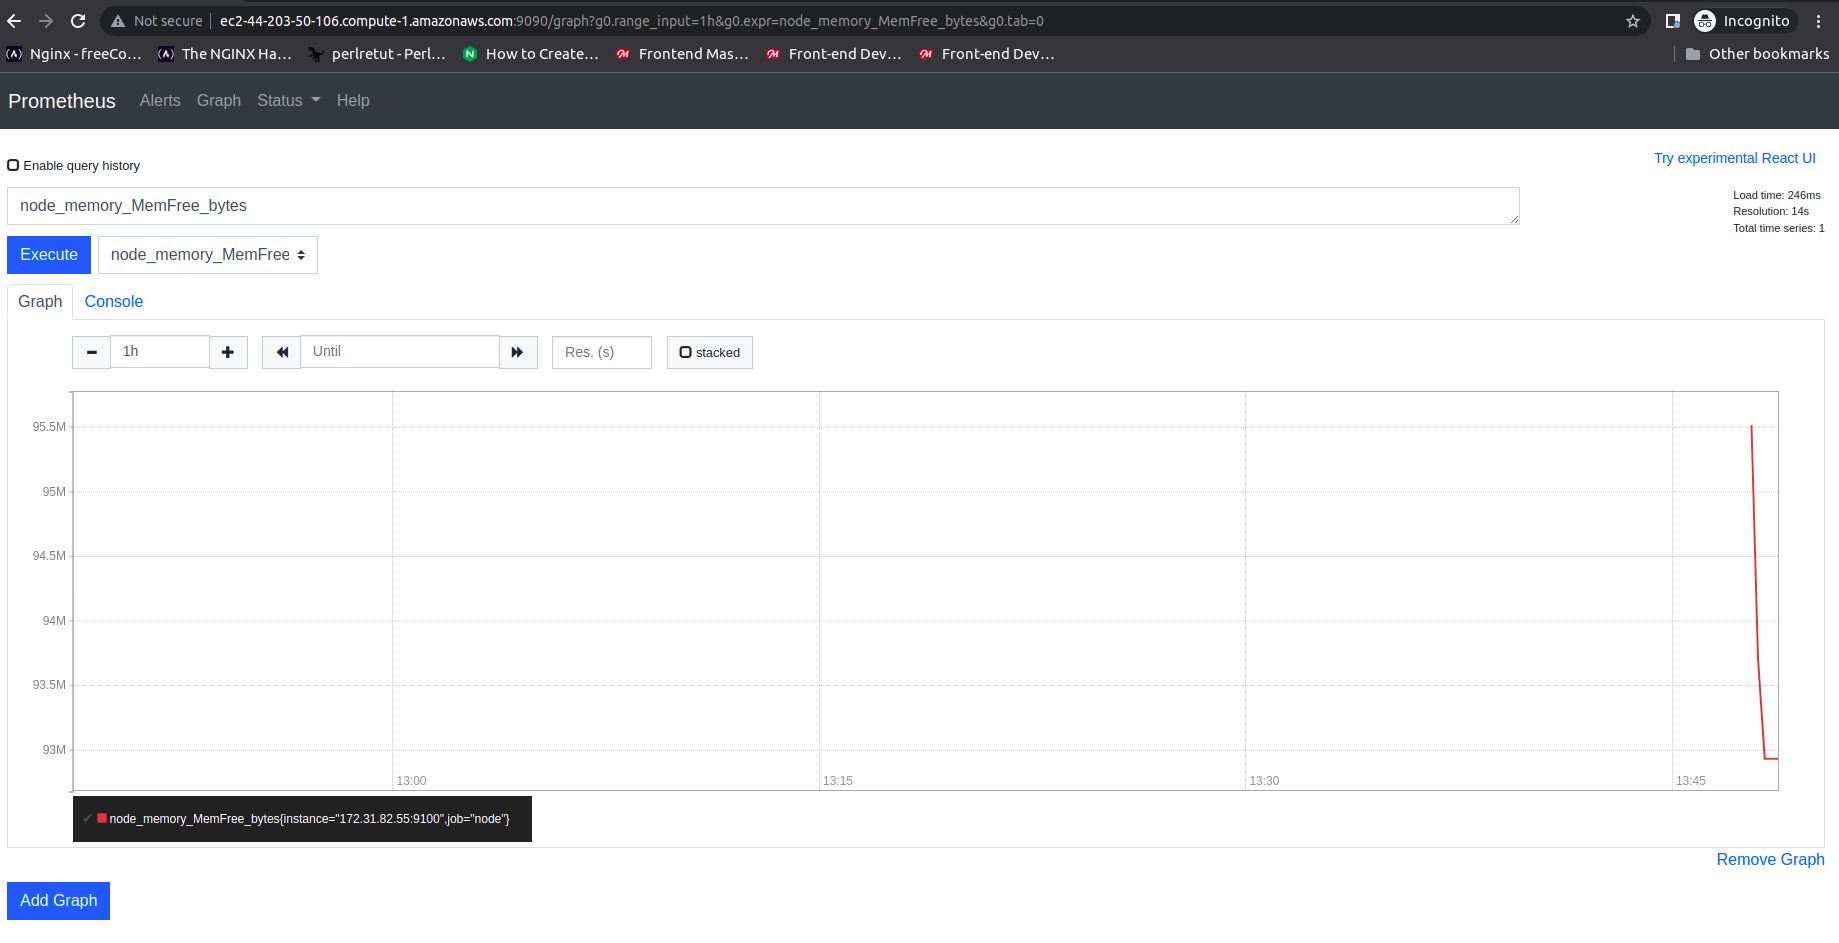 Not secure ec2-44-203-50-106.compute-1.amazonaws.com:9090/graph?g0.range_input=1h&g0.expr=node_memory_MemFree_bytes&g0.tab=0 Incognito
Nginx - freeCo... The NGINX Ha... perlretut - Perl... How to Create... Frontend Mas... Front-end Dev... Front-end Dev... Other bookmarks
Prometheus Alerts Graph Status Help
Enable query history
Try experimental React UI
node_memory_MemFree_bytes
Load time: 246ms
Resolution: 14s
Total time series: 1
Execute node_memory_MemFree
Graph Console
1h Until Res. (s) stacked
95.5M
95M
94.5M
94M
93.5M
93M
13:00 13:15 13:30 13:45
✔ node_memory_MemFree_bytes{instance="172.31.82.55:9100",job="node"}
Remove Graph
Add Graph